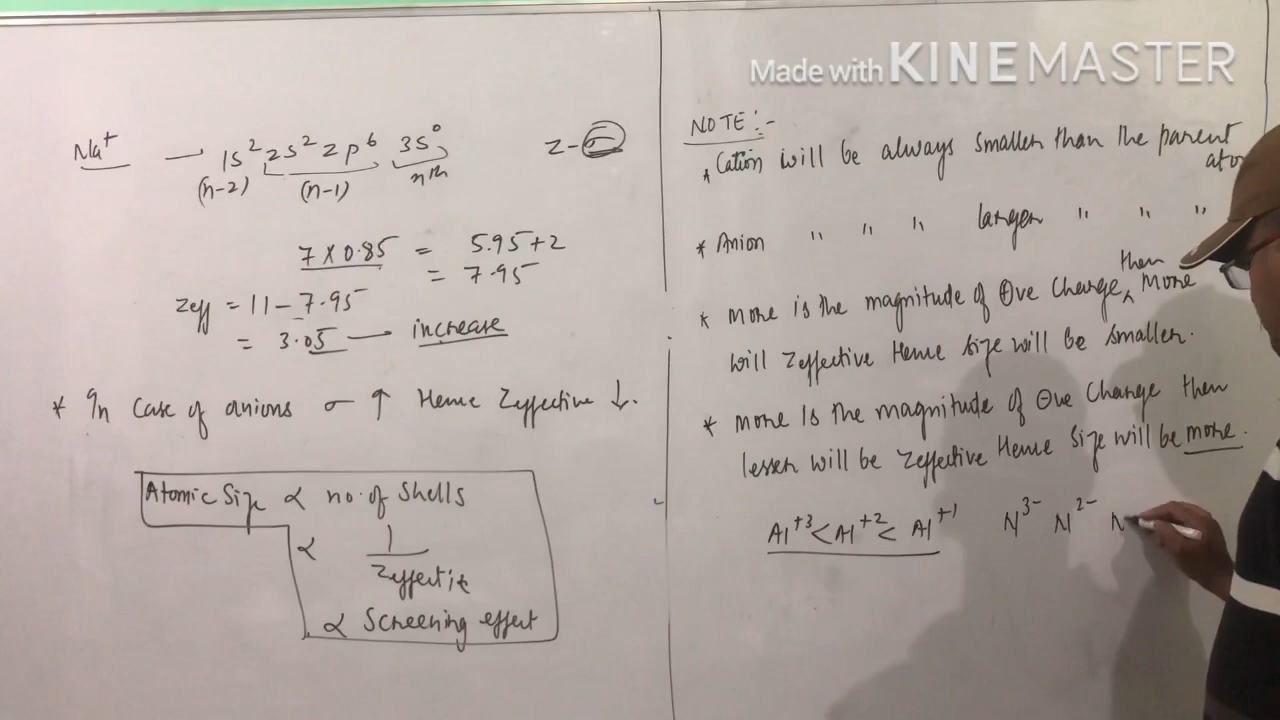 Made with KINEMASTER
Na⁺ — 1s² 2s² 2p⁶ 3s⁰
(n-2) (n-1) nth
Z-σ
7 × 0.85 = 5.95+2
= 7.95
Zeff = 11 - 7.95
= 3.05 — increase
* In Case of anions σ ↑ Hence Zeffective ↓.
Atomic Size ∝ no. of Shells
∝ 1/Zeffective
∝ Screening effect
NOTE:-
* Cation will be always smaller than the parent
* Anion " " " larger " " "
* more is the magnitude of ⊕ve Charge, then more
will Zeffective Hence size will be smaller.
* more is the magnitude of ⊖ve Charge then
lesser will be Zeffective Hence Size will be more.
Al⁺³ < Al⁺² < Al⁺¹ N³⁻ N²⁻ N